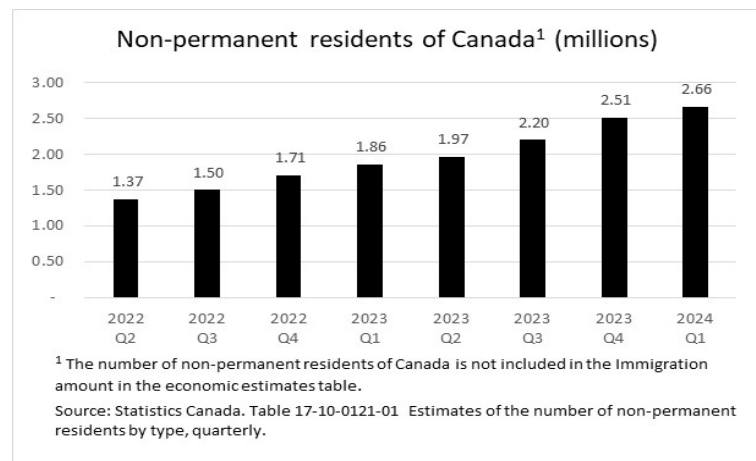 Non-permanent residents of Canada¹ (millions)
3.00
2.50
2.00
1.50
1.00
0.50
-
1.37
1.50
1.71
1.86
1.97
2.20
2.51
2.66
2022 Q2
2022 Q3
2022 Q4
2023 Q1
2023 Q2
2023 Q3
2023 Q4
2024 Q1
¹ The number of non-permanent residents of Canada is not included in the Immigration
amount in the economic estimates table.
Source: Statistics Canada. Table 17-10-0121-01 Estimates of the number of non-permanent
residents by type, quarterly.